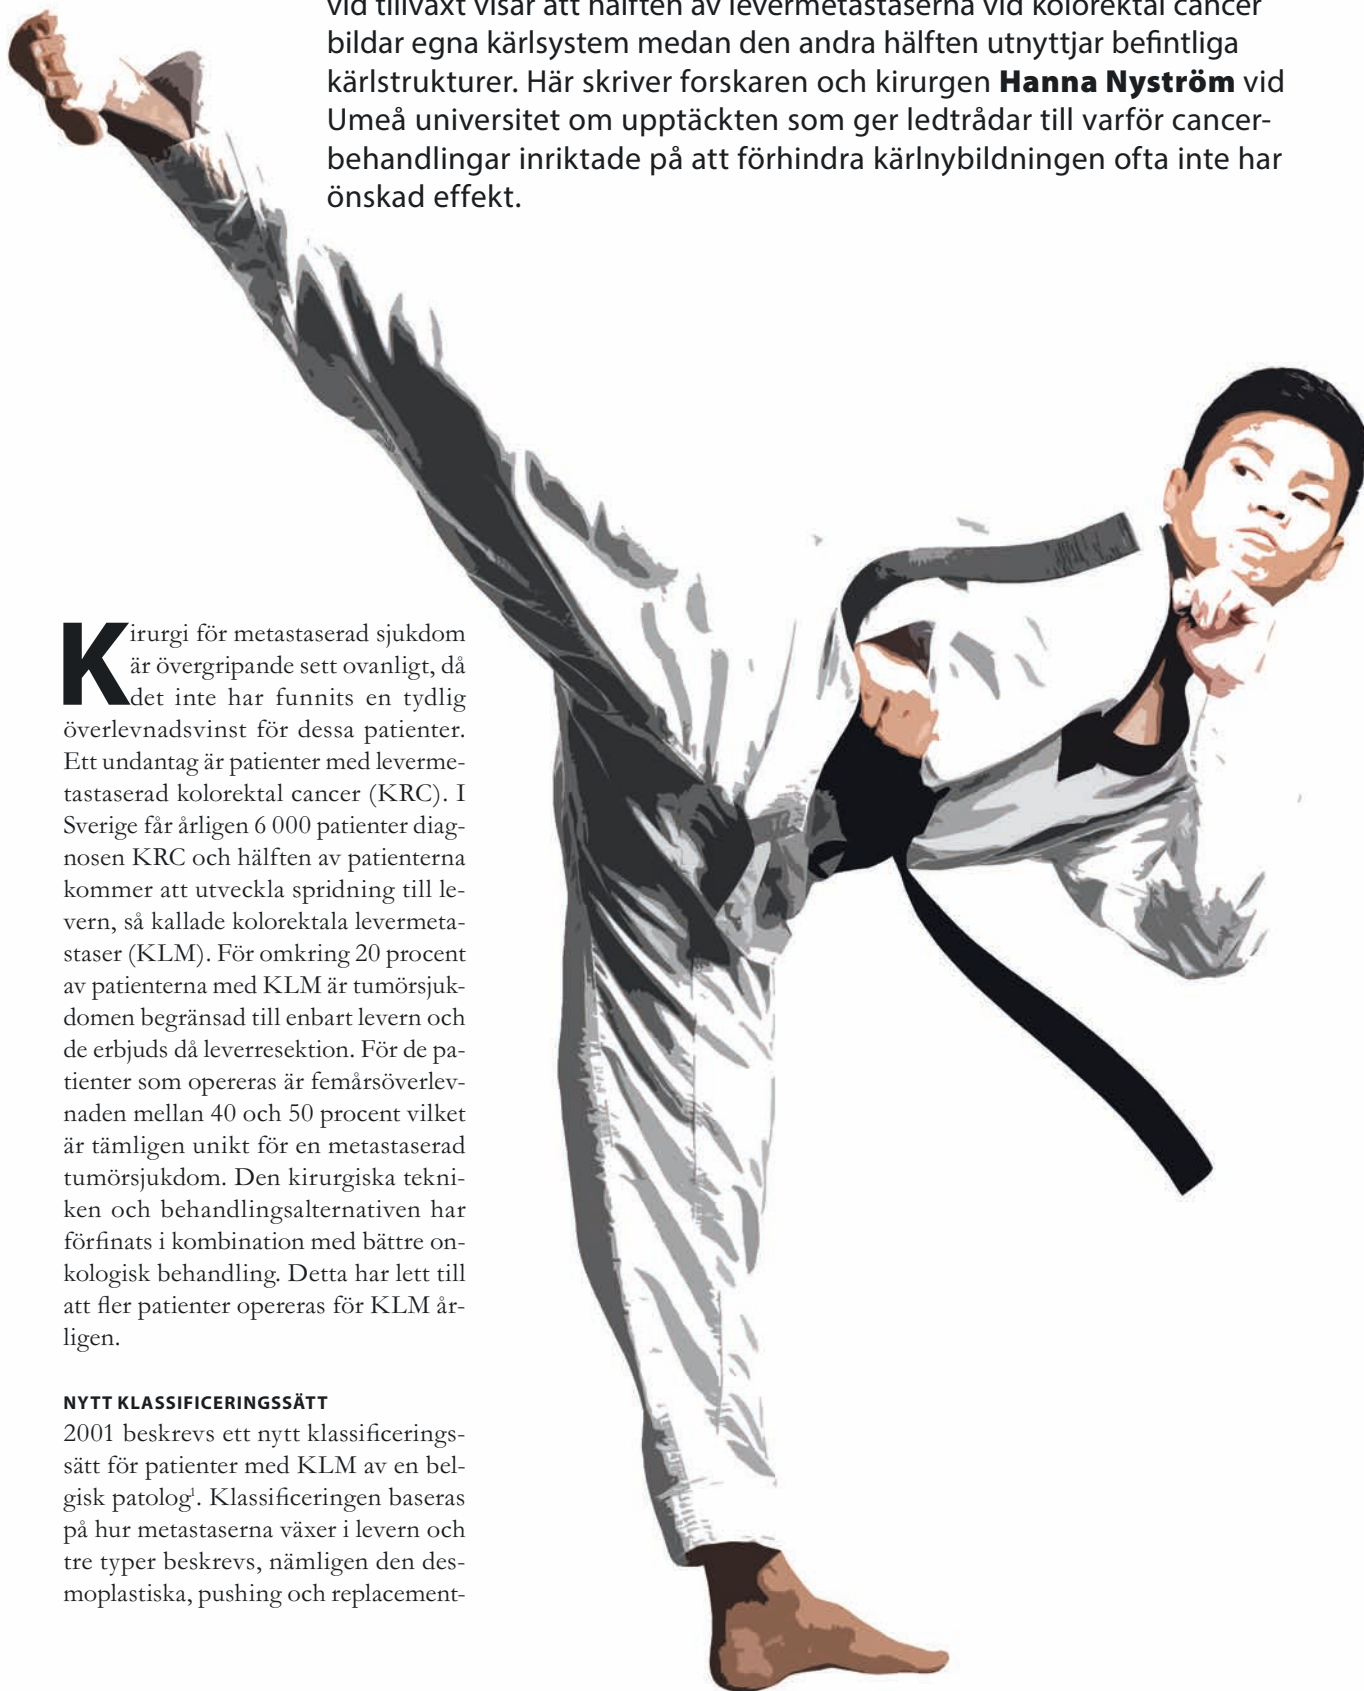 vid tillväxt visar att hälften av levermetastaserna vid kolorektal cancer
bildar egna kärlsystem medan den andra hälften utnyttjar befintliga
kärlstrukturer. Här skriver forskaren och kirurgen Hanna Nyström vid
Umeå universitet om upptäckten som ger ledtrådar till varför cancer-
behandlingar inriktade på att förhindra kärlnybildningen ofta inte har
önskad effekt.
Kirurgi för metastaserad sjukdom
är övergripande sett ovanligt, då
det inte har funnits en tydlig
överlevnadsvinst för dessa patienter.
Ett undantag är patienter med leverme-
tastaserad kolorektal cancer (KRC). I
Sverige får årligen 6 000 patienter diag-
nosen KRC och hälften av patienterna
kommer att utveckla spridning till le-
vern, så kallade kolorektala levermeta-
staser (KLM). För omkring 20 procent
av patienterna med KLM är tumörsjuk-
domen begränsad till enbart levern och
de erbjuds då leverresektion. För de pa-
tienter som opereras är femårsöverlev-
naden mellan 40 och 50 procent vilket
är tämligen unikt för en metastaserad
tumörsjukdom. Den kirurgiska tekni-
ken och behandlingsalternativen har
förfinats i kombination med bättre on-
kologisk behandling. Detta har lett till
att fler patienter opereras för KLM år-
ligen.
NYTT KLASSIFICERINGSSÄTT
2001 beskrevs ett nytt klassificerings-
sätt för patienter med KLM av en bel-
gisk patolog¹. Klassificeringen baseras
på hur metastaserna växer i levern och
tre typer beskrevs, nämligen den des-
moplastiska, pushing och replacement-